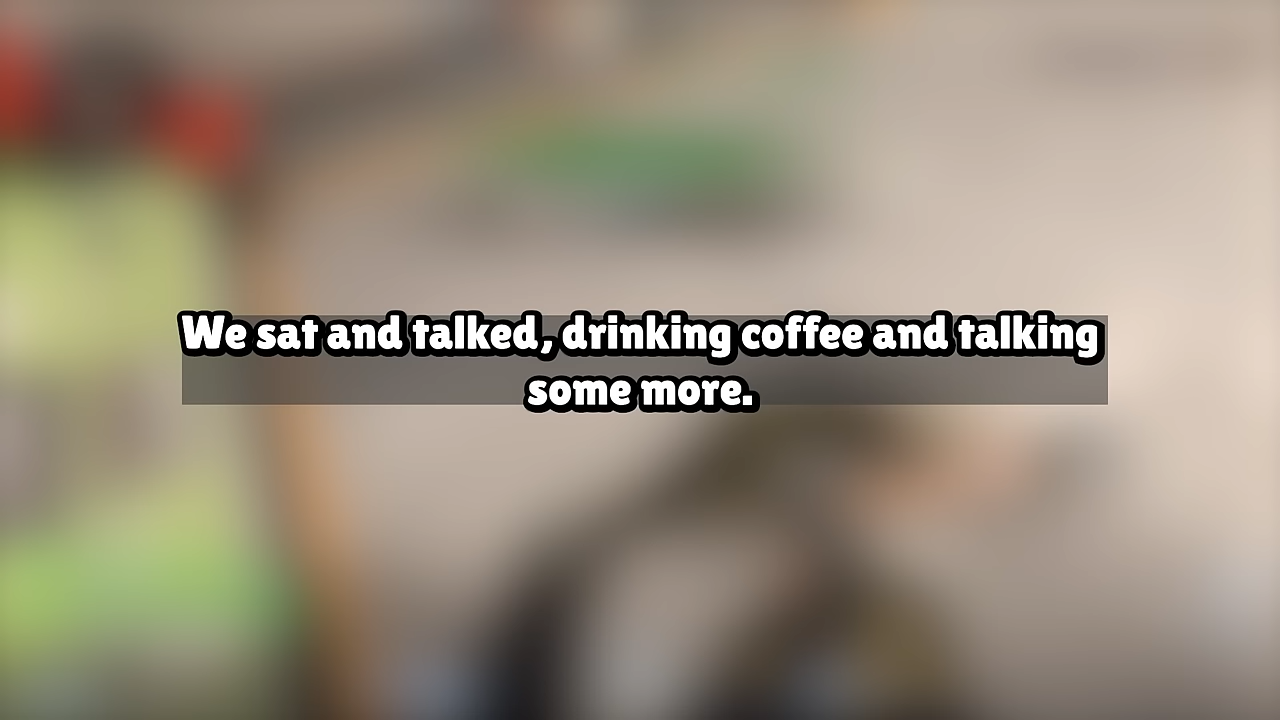 We sat and talked, drinking coffee and talking
some more.